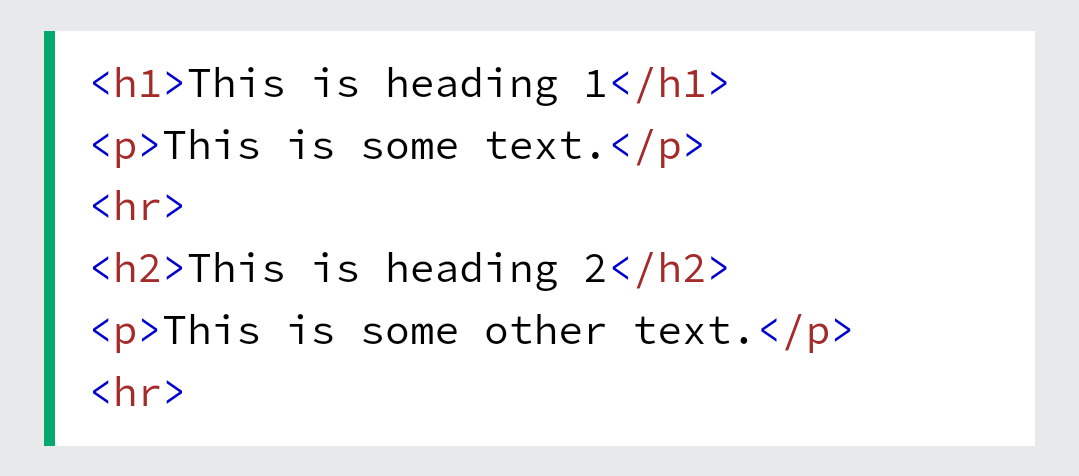 <h1>This is heading 1</h1>
<p>This is some text.</p>
<hr>
<h2>This is heading 2</h2>
<p>This is some other text.</p>
<hr>